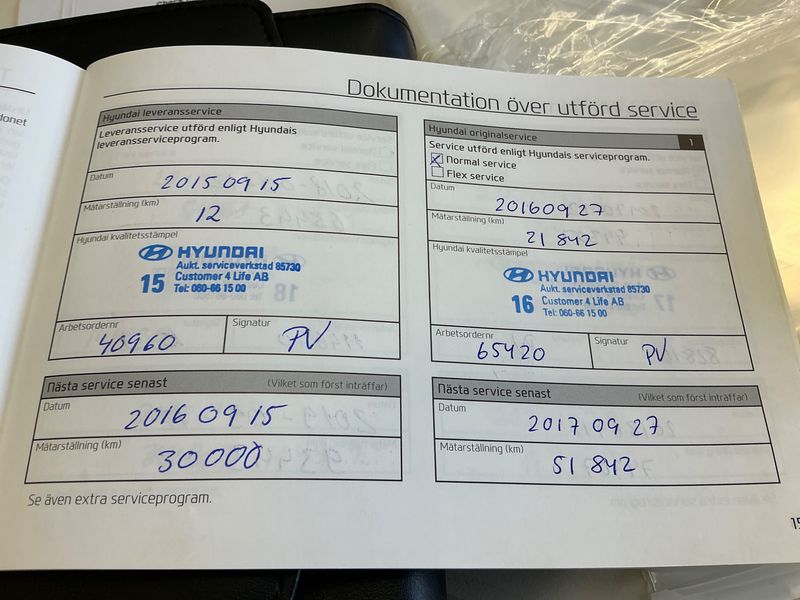 Dokumentation över utförd service
Hyundai leveransservice
Leveransservice utförd enligt Hyundais
leveransserviceprogram.
Datum
2015 09 15
Mätarställning (km)
12
Hyundai kvalitetsstämpel
HYUNDAI
Aukt. serviceverkstad 85730
15 Customer 4 Life AB
Tel: 060-66 15 00
Arbetsordernr
40960
Signatur
PV
Nästa service senast (Vilket som först inträffar)
Datum
2016 09 15
Mätarställning (km)
30000
Se även extra serviceprogram.
Hyundai originalservice 1
Service utförd enligt Hyundais serviceprogram.
Normal service
Flex service
Datum
2016 09 27
Mätarställning (km)
21 842
Hyundai kvalitetsstämpel
HYUNDAI
Aukt. serviceverkstad 85730
16 Customer 4 Life AB
Tel: 060-66 15 00
Arbetsordernr
65420
Signatur
PV
Nästa service senast (Vilket som först inträffar)
Datum
2017 09 27
Mätarställning (km)
51 842